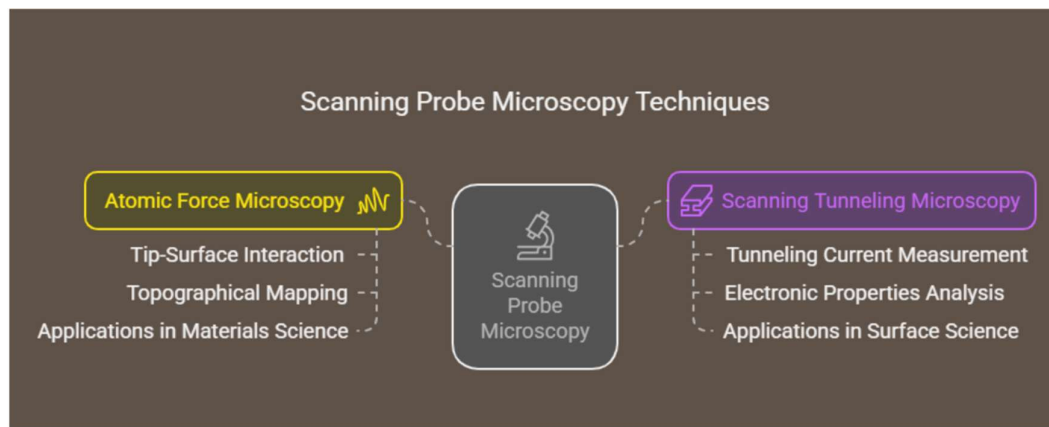 Scanning Probe Microscopy Techniques
Atomic Force Microscopy
Tip-Surface Interaction
Topographical Mapping
Applications in Materials Science
Scanning
Probe
Microscopy
Scanning Tunneling Microscopy
Tunneling Current Measurement
Electronic Properties Analysis
Applications in Surface Science